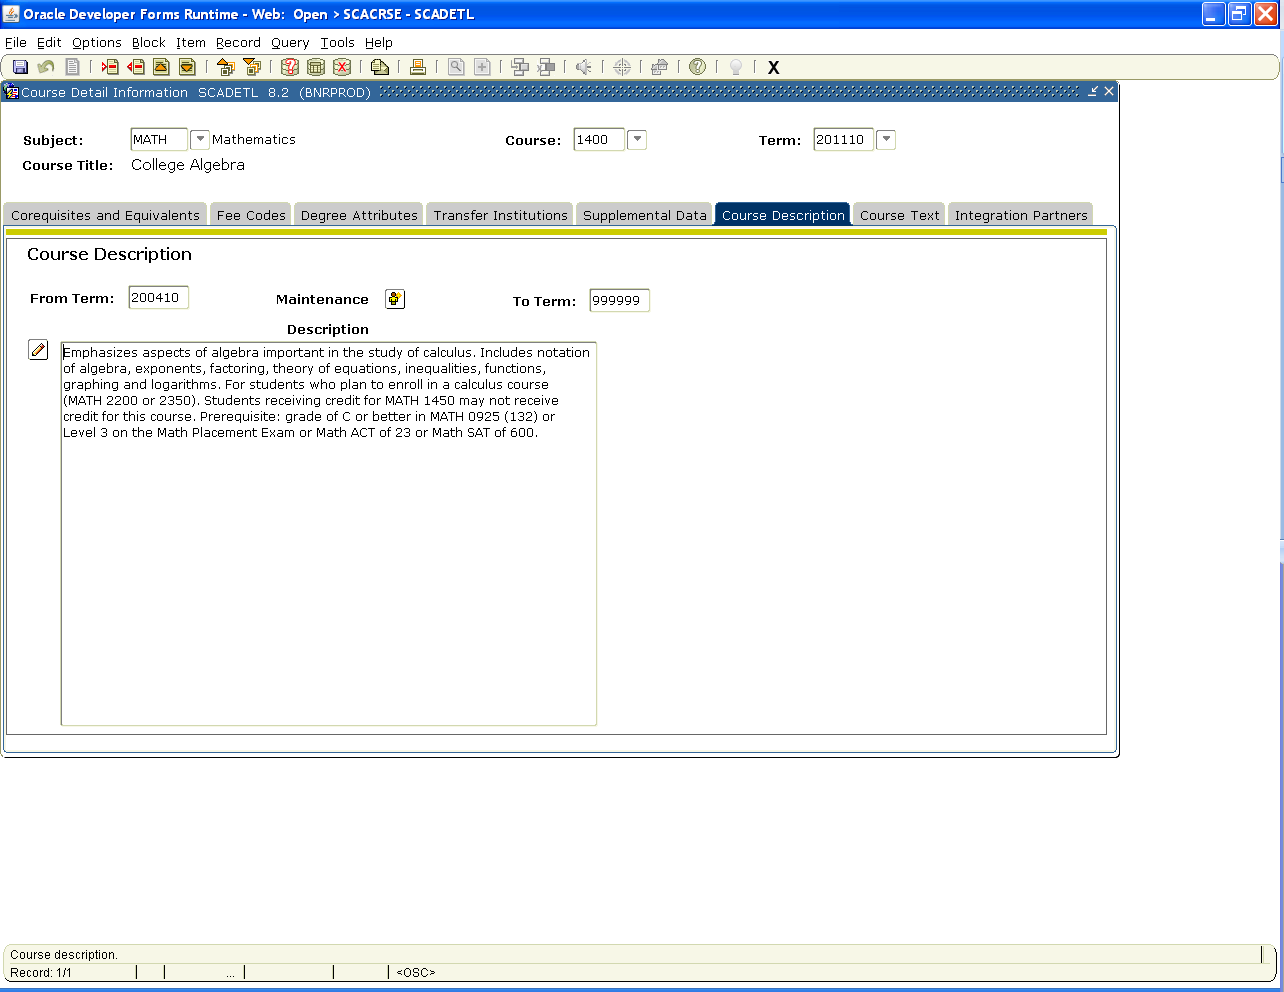 Oracle Developer Forms Runtime - Web:  Open > SCACRSE - SCADETL
File Edit Options Block Item Record Query Tools Help
X
Course Detail Information SCADETL 8.2 (BNRPROD)
Subject: MATH Mathematics Course: 1400 Term: 201110
Course Title: College Algebra
Corequisites and Equivalents Fee Codes Degree Attributes Transfer Institutions Supplemental Data Course Description Course Text Integration Partners
Course Description
From Term: 200410 Maintenance To Term: 999999
Description
Emphasizes aspects of algebra important in the study of calculus. Includes notation
of algebra, exponents, factoring, theory of equations, inequalities, functions,
graphing and logarithms. For students who plan to enroll in a calculus course
(MATH 2200 or 2350). Students receiving credit for MATH 1450 may not receive
credit for this course. Prerequisite: grade of C or better in MATH 0925 (132) or
Level 3 on the Math Placement Exam or Math ACT of 23 or Math SAT of 600.
Course description.
Record: 1/1 ... <OSC>